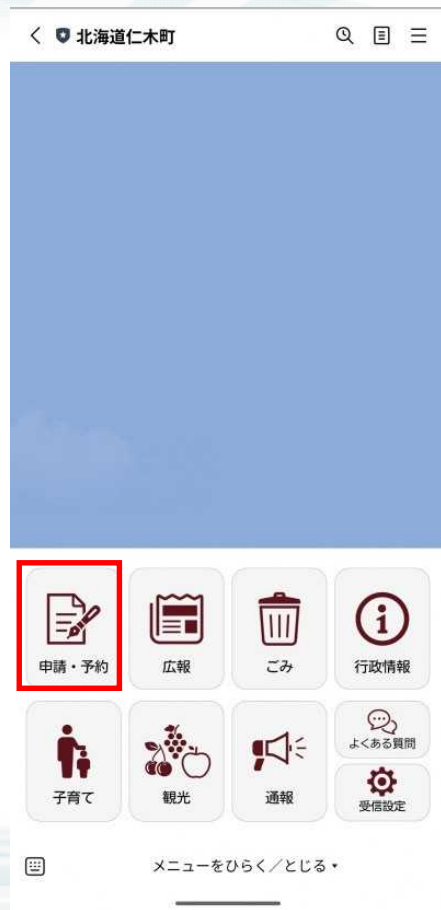 北海道仁木町
申請・予約
広報
ごみ
行政情報
子育て
観光
通報
よくある質問
受信設定
メニューをひらく／とじる ▾